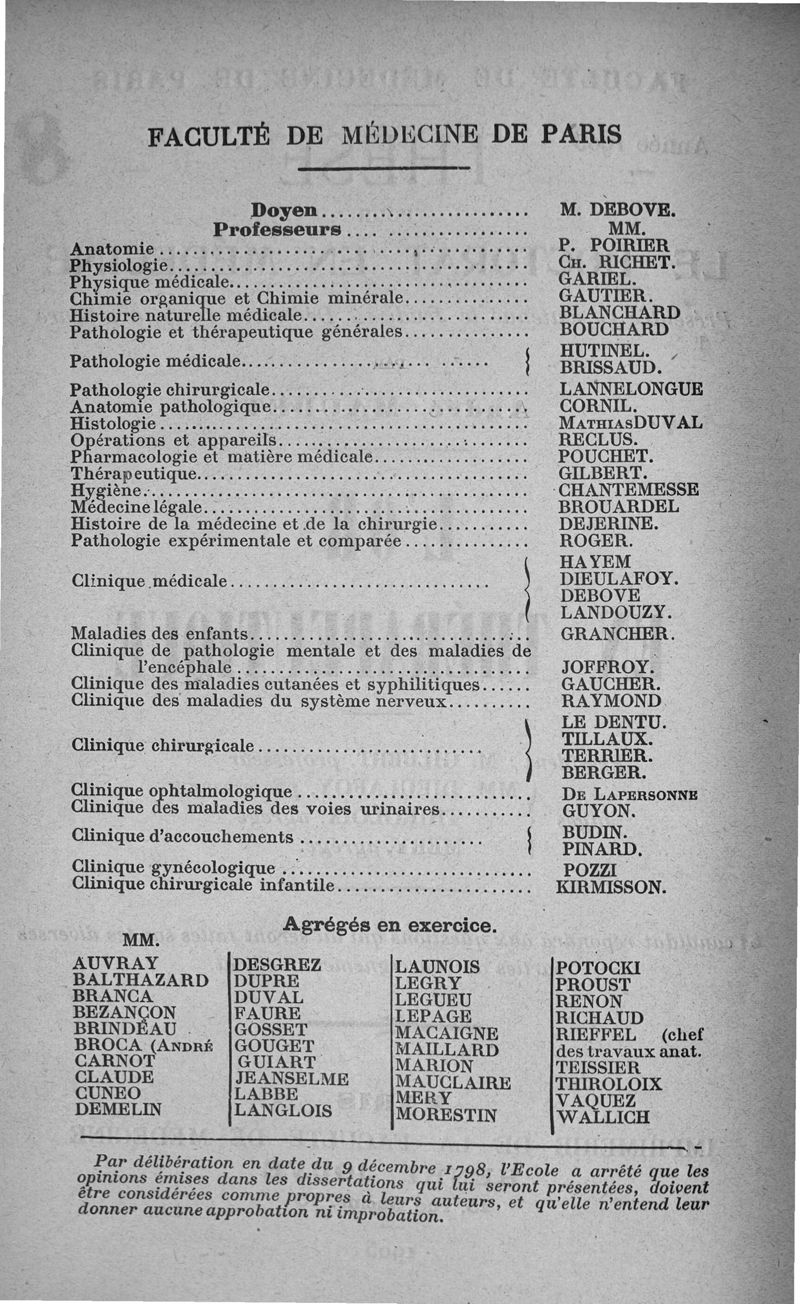 FACULTÉ DE MÉDECINE DE PARIS
Doyen M. DEBOVE.
Professeurs MM.
Anatomie P. POIRIER
Physiologie CH. RICHET.
Physique médicale GARIEL.
Chimie organique et Chimie minérale GAUTIER.
Histoire naturelle médicale BLANCHARD
Pathologie et thérapeutique générales BOUCHARD
Pathologie médicale { HUTINEL.
BRISSAUD.
Pathologie chirurgicale LANNELONGUE
Anatomie pathologique CORNIL.
Histologie MATHIAS DUVAL
Opérations et appareils RECLUS.
Pharmacologie et matière médicale POUCHET.
Thérapeutique GILBERT.
Hygiène CHANTEMESSE
Médecine légale BROUARDEL
Histoire de la médecine et de la chirurgie DEJERINE.
Pathologie expérimentale et comparée ROGER.
HAYEM
Clinique médicale } DIEULAFOY.
DEBOVE
LANDOUZY.
Maladies des enfants GRANCHER.
Clinique de pathologie mentale et des maladies de
l'encéphale JOFFROY.
Clinique des maladies cutanées et syphilitiques GAUCHER.
Clinique des maladies du système nerveux RAYMOND
LE DENTU.
Clinique chirurgicale } TILLAUX.
TERRIER.
BERGER.
Clinique ophtalmologique DE LAPERSONNE
Clinique des maladies des voies urinaires GUYON.
Clinique d'accouchements { BUDIN.
PINARD.
Clinique gynécologique POZZI
Clinique chirurgicale infantile KIRMISSON.
Agrégés en exercice.
MM.
AUVRAY
BALTHAZARD
BRANCA
BEZANÇON
BRINDEAU
BROCA (ANDRÉ
CARNOT
CLAUDE
CUNEO
DEMELIN
DESGREZ
DUPRE
DUVAL
FAURE
GOSSET
GOUGET
GUIART
JEANSELME
LABBE
LANGLOIS
LAUNOIS
LEGRY
LEGUEU
LEPAGE
MACAIGNE
MAILLARD
MARION
MAUCLAIRE
MERY
MORESTIN
POTOCKI
PROUST
RENON
RICHAUD
RIEFFEL (chef
des travaux anat.
TEISSIER
THIROLOIX
VAQUEZ
WALLICH
Par délibération en date du 9 décembre 1798, l'Ecole a arrêté que les
opinions émises dans les dissertations qui lui seront présentées, doivent
être considérées comme propres à leurs auteurs, et qu'elle n'entend leur
donner aucune approbation ni improbation.